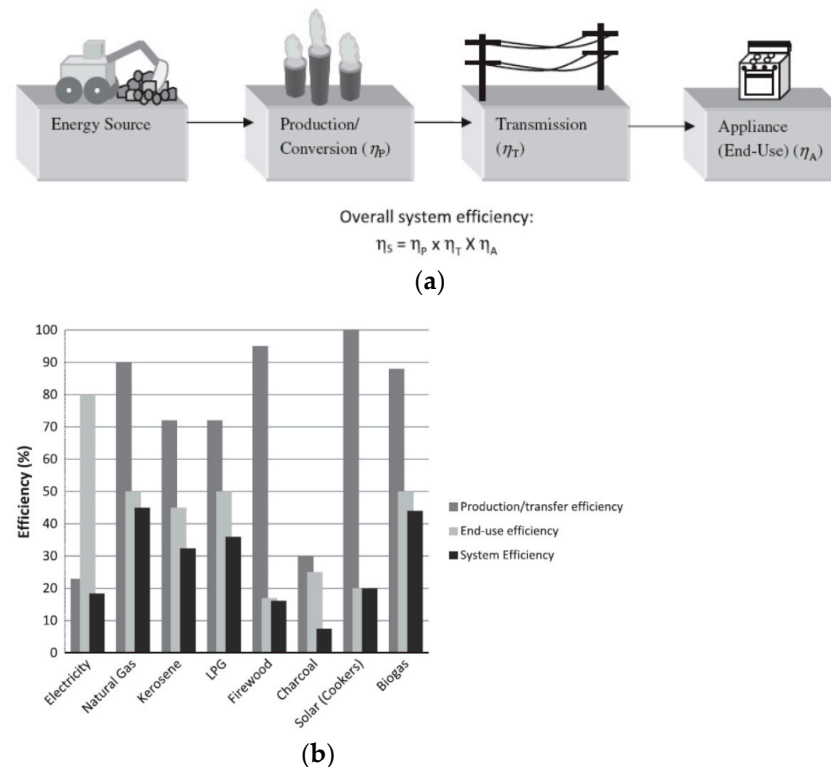 Energy Source
Production/
Conversion (ηP)
Transmission
(ηT)
Appliance
(End-Use) (ηA)
Overall system efficiency:
ηS = ηP x ηT X ηA
(a)
Efficiency (%)
100
90
80
70
60
50
40
30
20
10
0
Electricity
Natural Gas
Kerosene
LPG
Firewood
Charcoal
Solar (Cookers)
Biogas
Production/transfer efficiency
End-use efficiency
System Efficiency
(b)